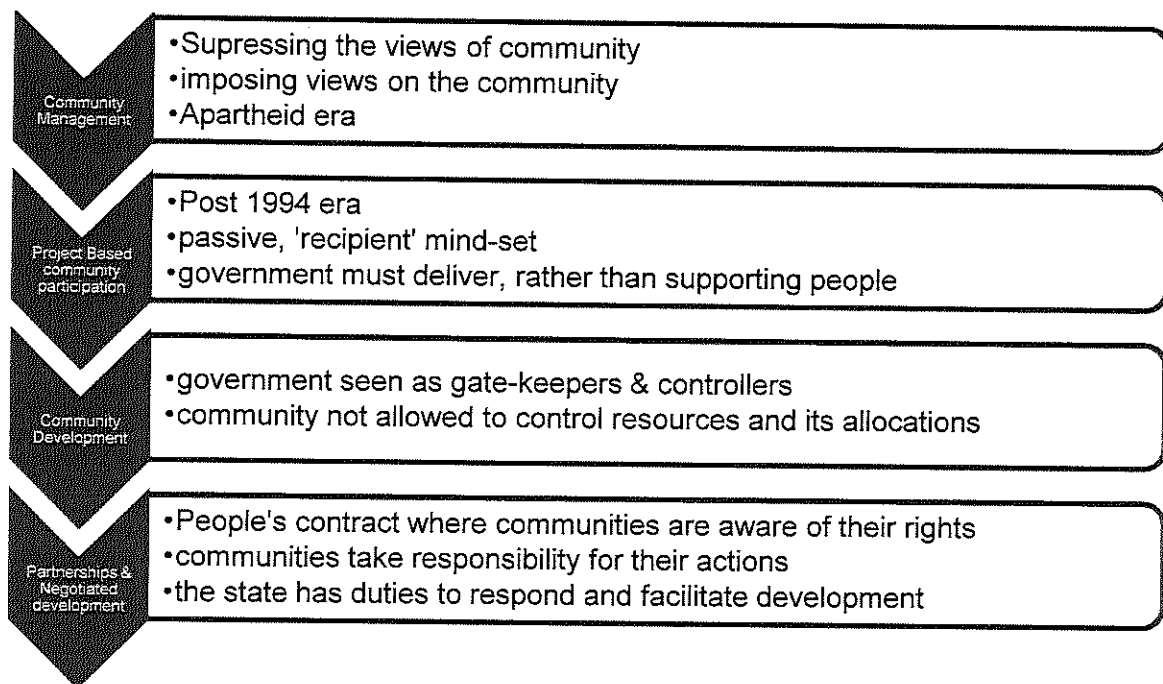 Community
Management
•Supressing the views of community
•imposing views on the community
•Apartheid era
Project Based
community
participation
•Post 1994 era
•passive, 'recipient' mind-set
•government must deliver, rather than supporting people
Community
Development
•government seen as gate-keepers & controllers
•community not allowed to control resources and its allocations
Partnerships &
Negotiated
development
•People's contract where communities are aware of their rights
•communities take responsibility for their actions
•the state has duties to respond and facilitate development